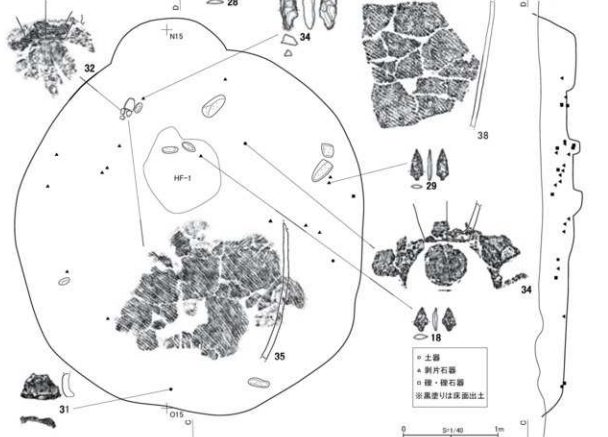 D
28
D
N15
34
32
38
HF-1
29
34
18
35
■ 土器
▲ 剥片石器
□ 礫・礫石器
※黒塗りは床面出土
31
O15
C
0 S=1/40 1m
C